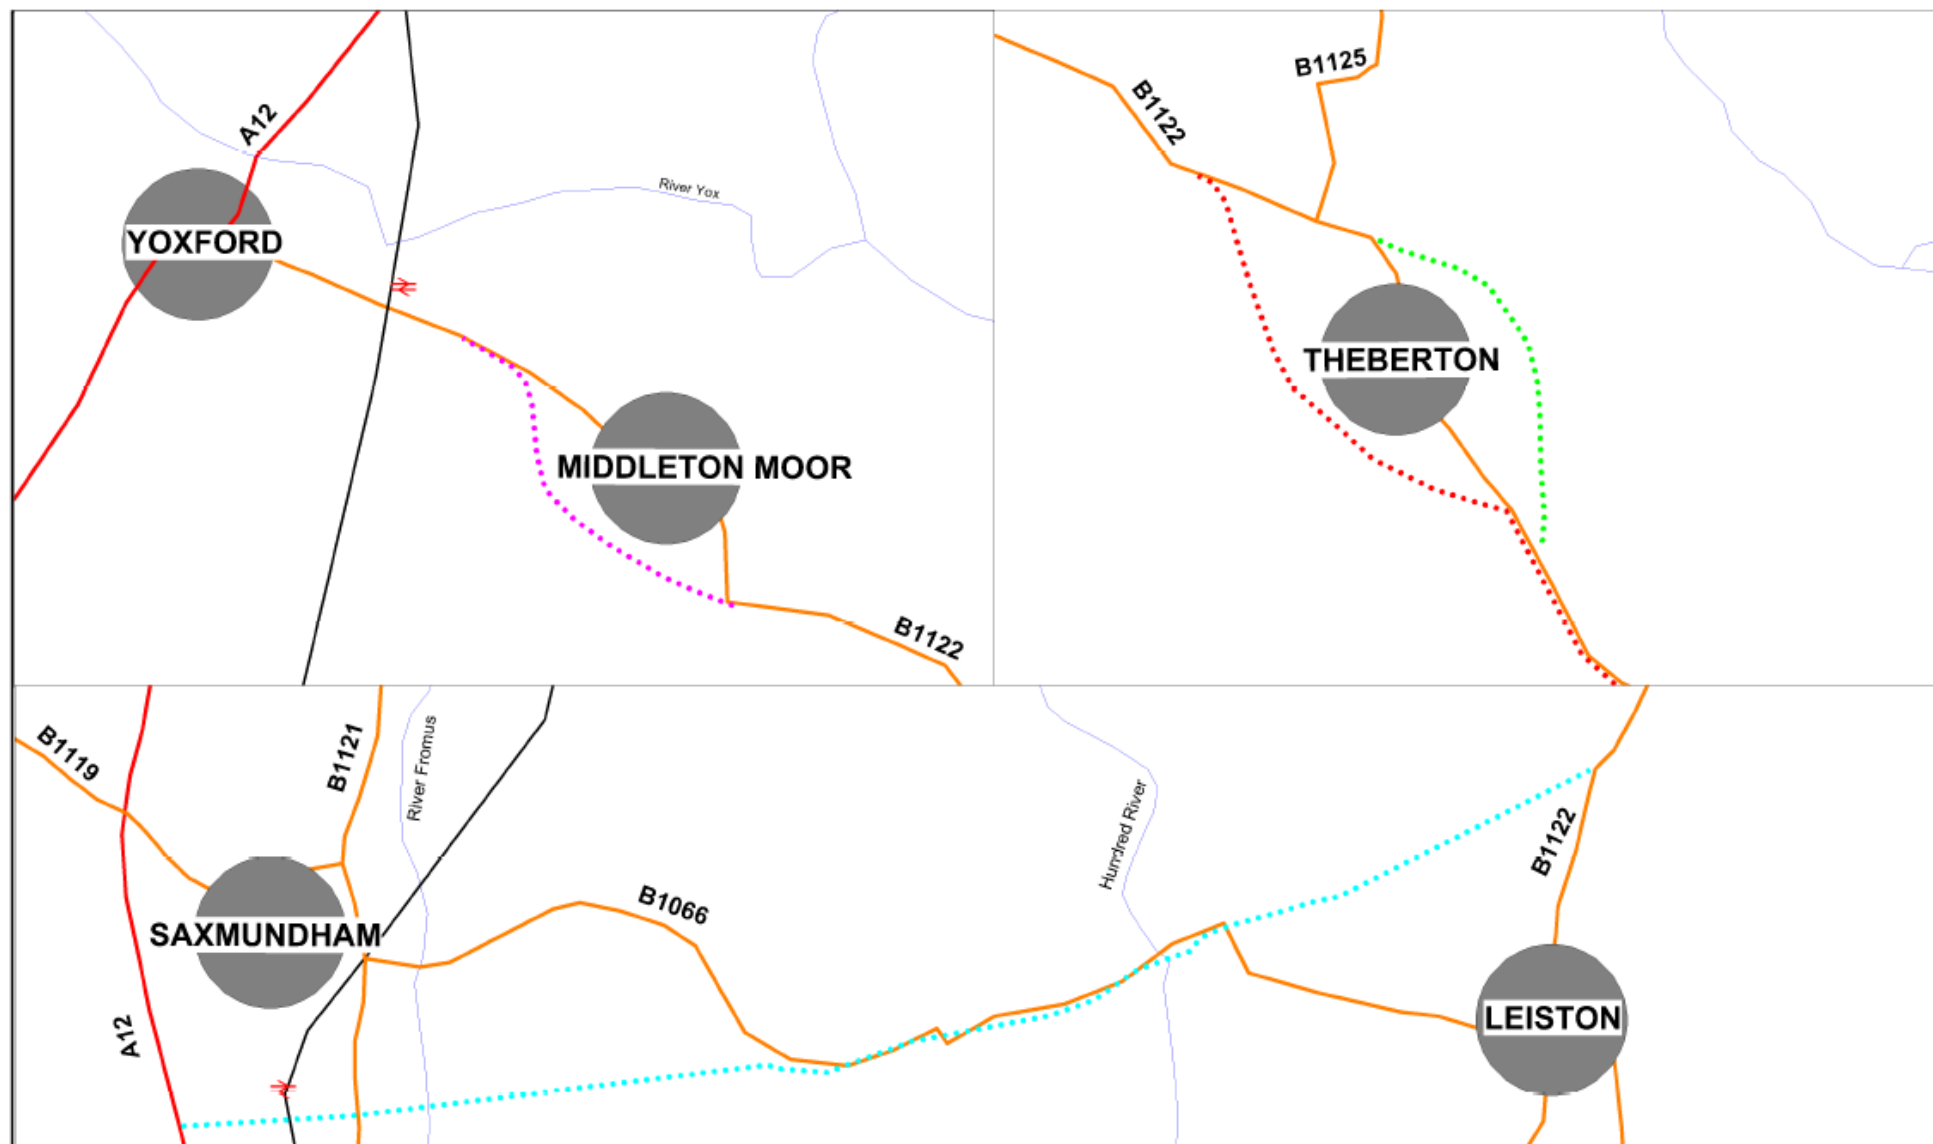 B1125
B1122
A12
River Yox
YOXFORD
THEBERTON
MIDDLETON MOOR
B1122
B1119
B1121
River Fromus
Hundred River
B1122
B1066
SAXMUNDHAM
LEISTON
A12